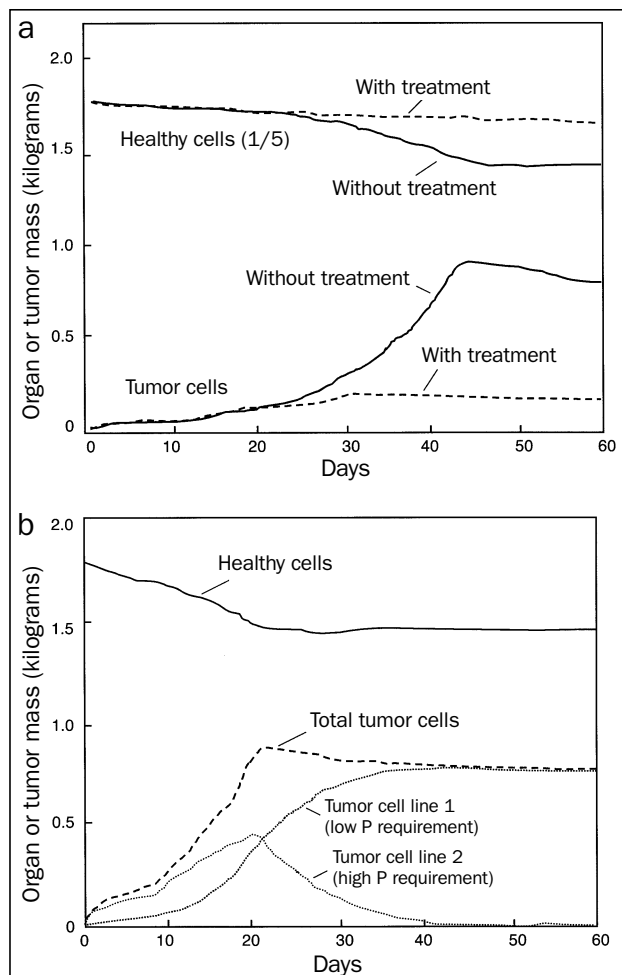 a
Organ or tumor mass (kilograms)
2.0
1.5
1.0
0.5
0
With treatment
Healthy cells (1/5)
Without treatment
Without treatment
With treatment
Tumor cells
0 10 20 30 40 50 60
Days
b
Organ or tumor mass (kilograms)
2.0
1.5
1.0
0.5
0
Healthy cells
Total tumor cells
Tumor cell line 1
(low P requirement)
Tumor cell line 2
(high P requirement)
0 10 20 30 40 50 60
Days